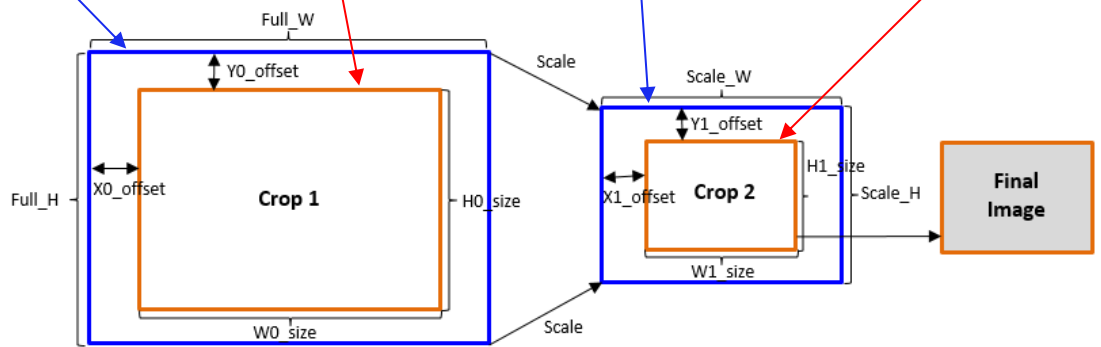 Full_W
Y0_offset
Scale
Scale_W
Y1_offset
X0_offset
Full_H
Crop 1
H0_size
X1_offset
Crop 2
H1_size
Scale_H
Final
Image
W1_size
W0_size
Scale